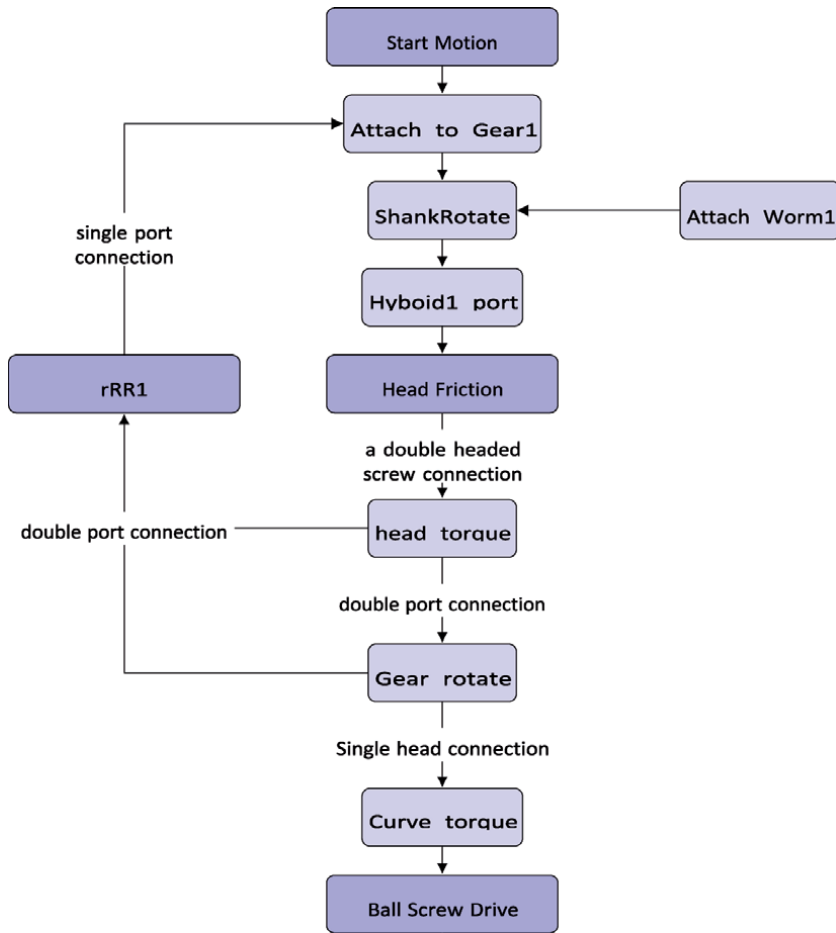 Start Motion
Attach to Gear1
ShankRotate
Attach Worm1
single port
connection
Hyboid1 port
rRR1
Head Friction
a double headed
screw connection
double port connection
head torque
double port connection
Gear rotate
Single head connection
Curve torque
Ball Screw Drive